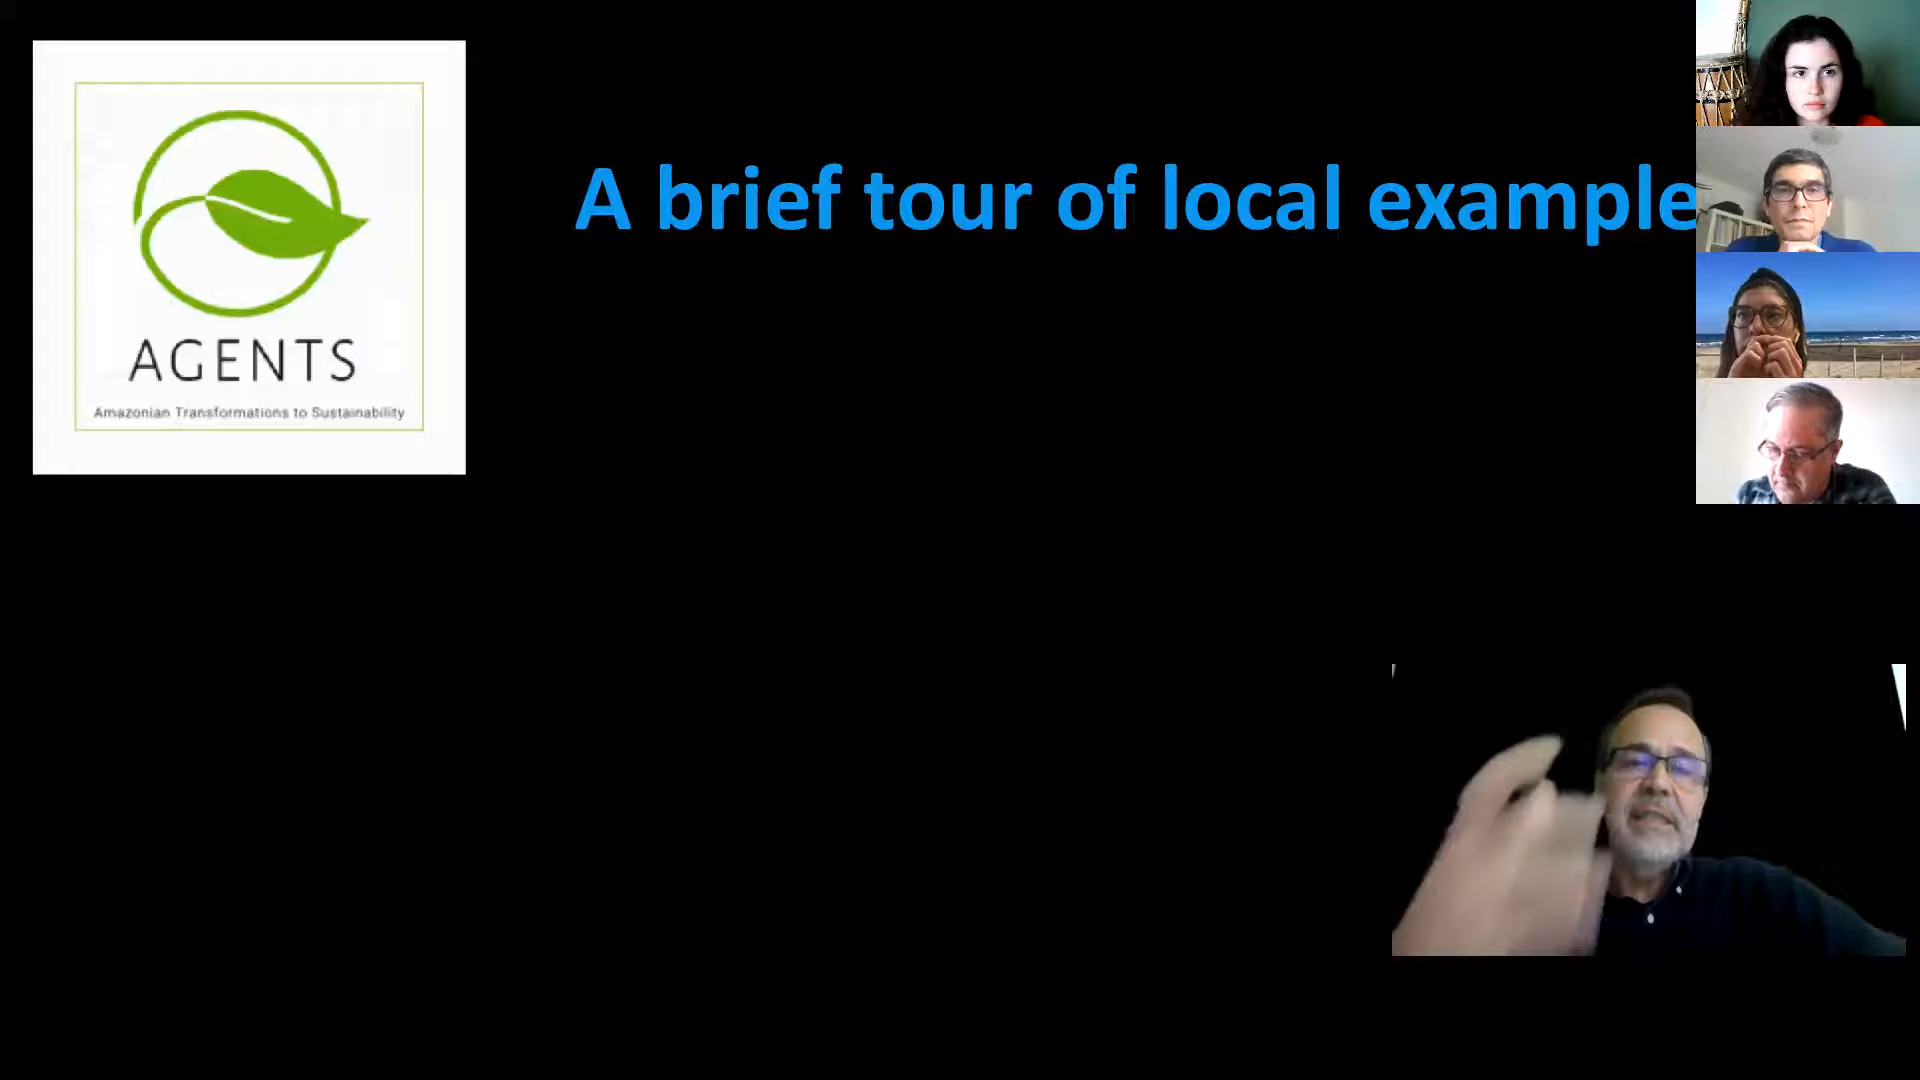 A brief tour of local example
AGENTS
Amazonian Transformations to Sustainability